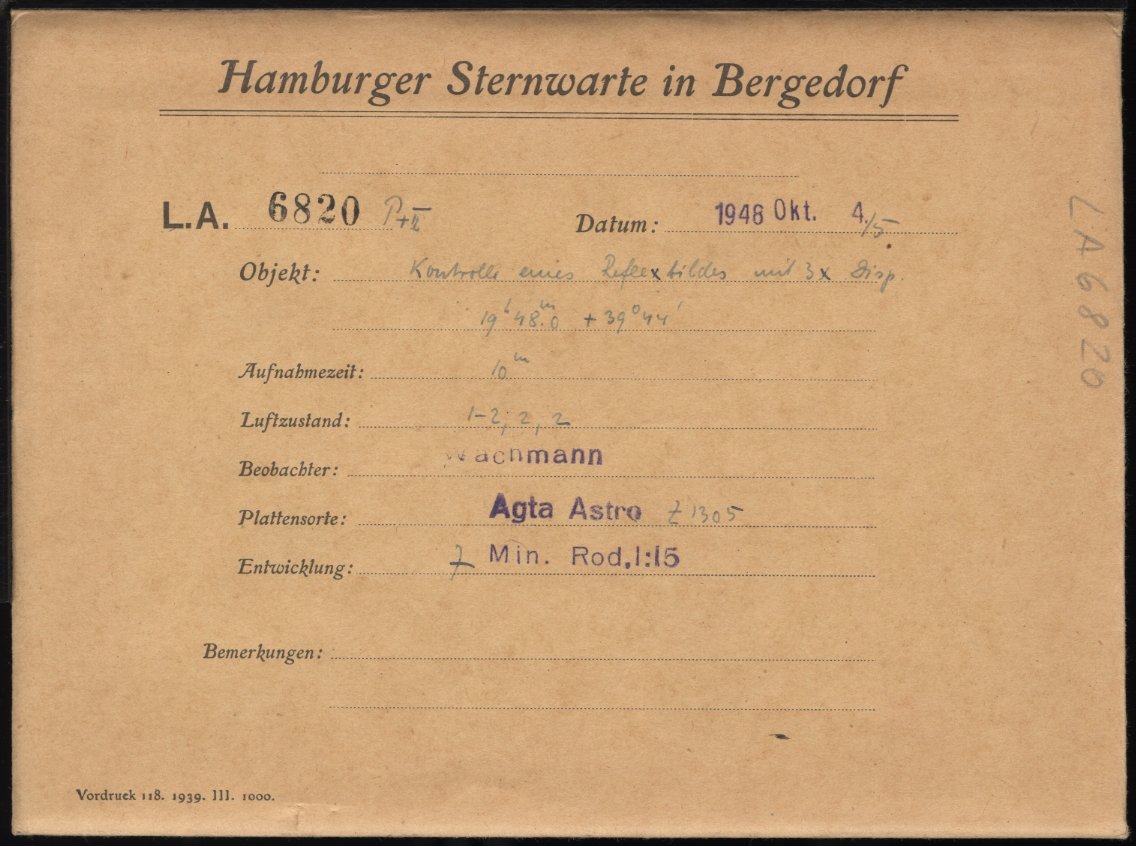 Hamburger Sternwarte in Bergedorf
L.A. 6820 P+II Datum: 1948 Okt. 4./5
Objekt: Kontrolle eines Reflexbildes mit 3x Disp.
19h 48.m0 + 39° 44'
Aufnahmezeit: 10m
Luftzustand: 1-2, 2, 2
Beobachter: Wachmann
Plattensorte: Agfa Astro Z 1305
Entwicklung: 7 Min. Rod, 1:15
Bemerkungen:
Vordruck 118. 1939. III. 1000.
LA 6820